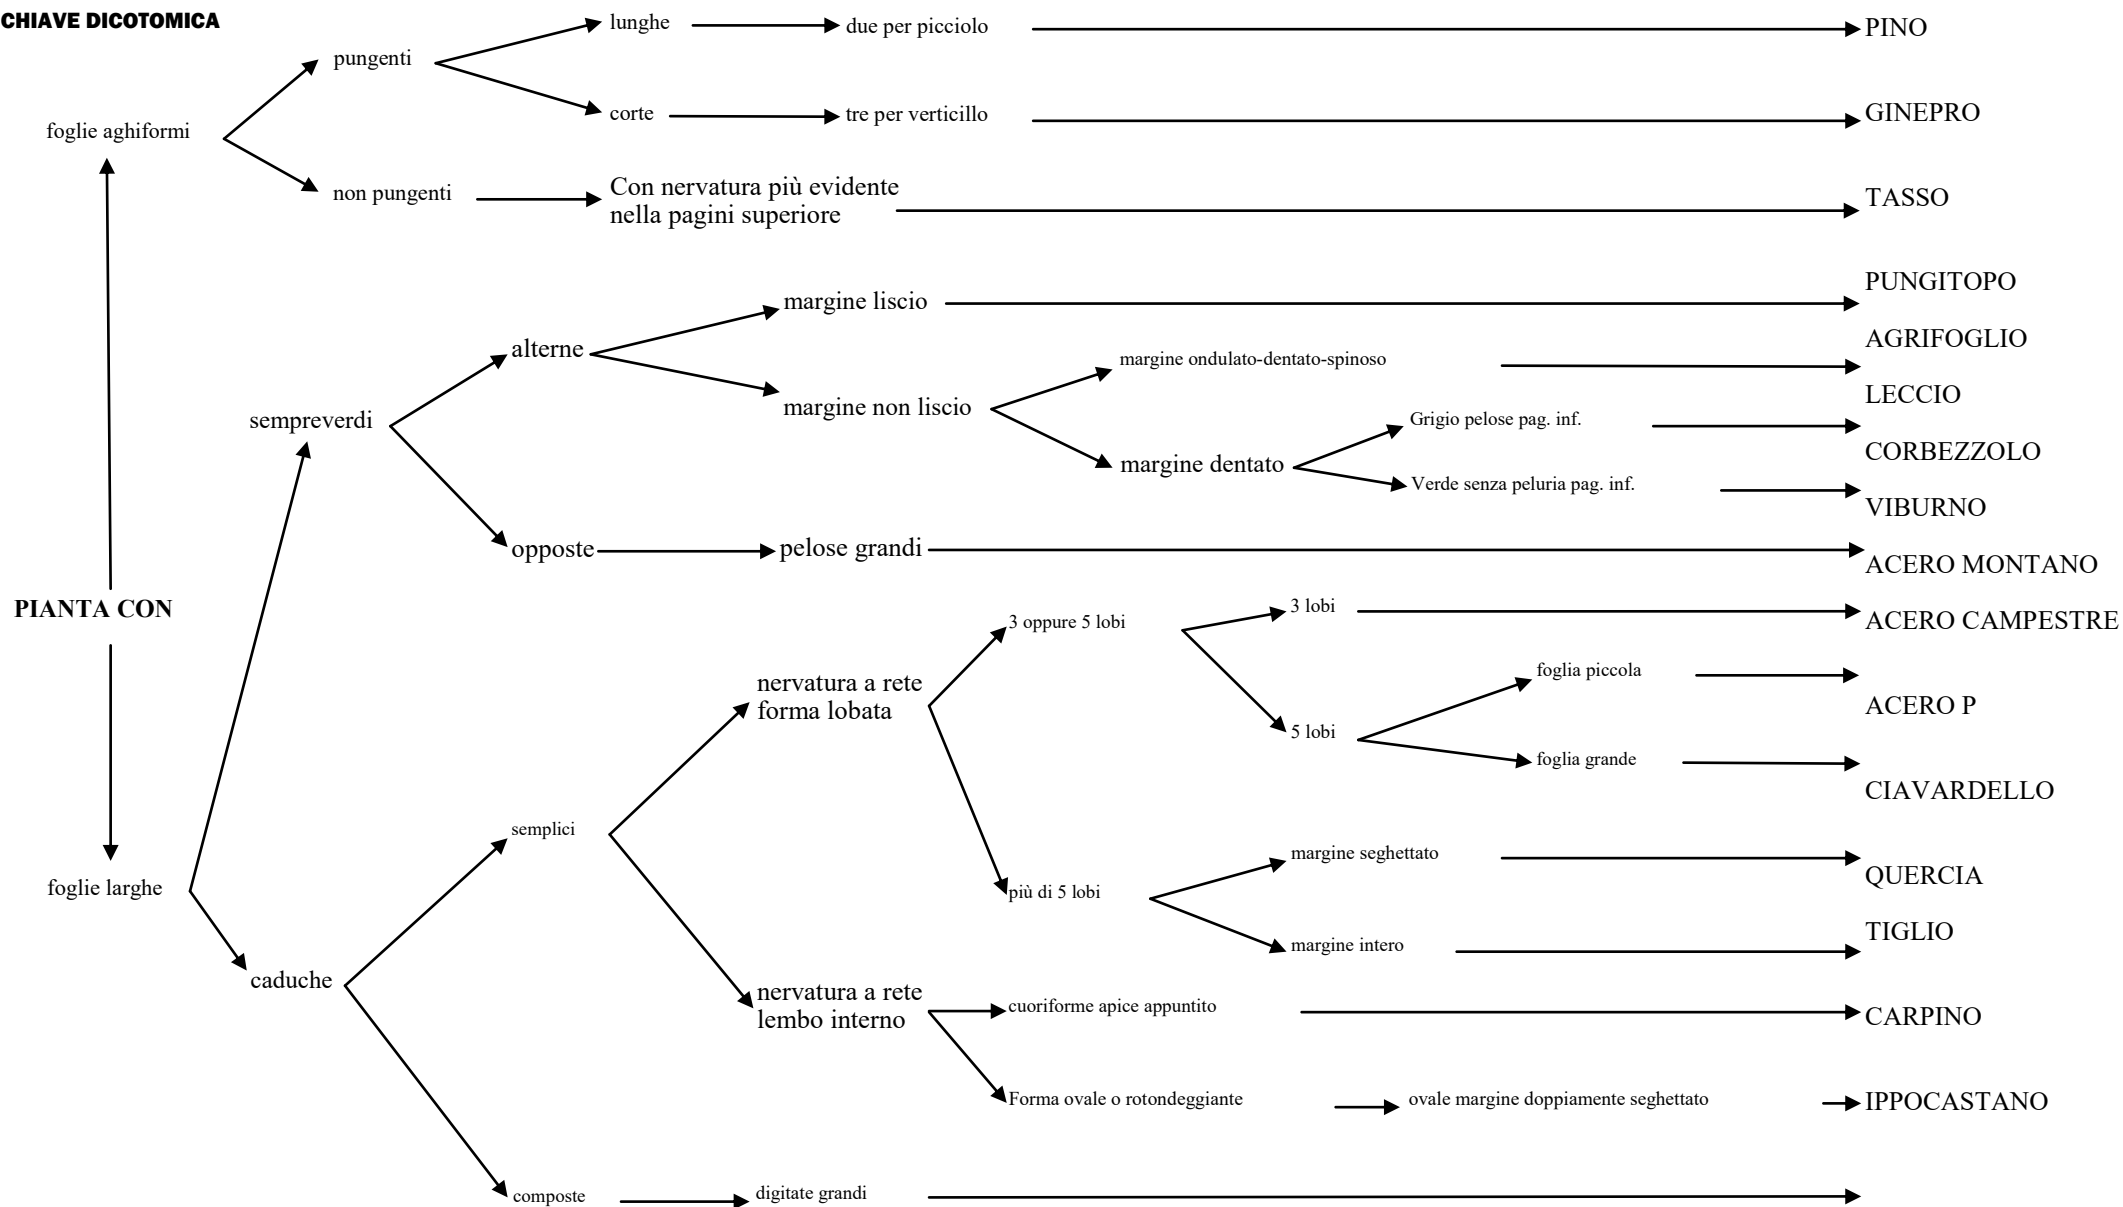 CHIAVE DICOTOMICA
lunghe
due per picciolo
PINO
pungenti
corte
tre per verticillo
GINEPRO
foglie aghiformi
non pungenti
Con nervatura più evidente
nella pagini superiore
TASSO
PUNGITOPO
margine liscio
AGRIFOGLIO
alterne
margine ondulato-dentato-spinoso
LECCIO
margine non liscio
sempreverdi
Grigio pelose pag. inf.
CORBEZZOLO
margine dentato
Verde senza peluria pag. inf.
VIBURNO
opposte
pelose grandi
ACERO MONTANO
PIANTA CON
3 oppure 5 lobi
3 lobi
ACERO CAMPESTRE
nervatura a rete
forma lobata
foglia piccola
ACERO P
5 lobi
foglia grande
CIAVARDELLO
semplici
margine seghettato
QUERCIA
foglie larghe
più di 5 lobi
TIGLIO
margine intero
caduche
nervatura a rete
lembo interno
cuoriforme apice appuntito
CARPINO
Forma ovale o rotondeggiante
ovale margine doppiamente seghettato
IPPOCASTANO
composte
digitate grandi